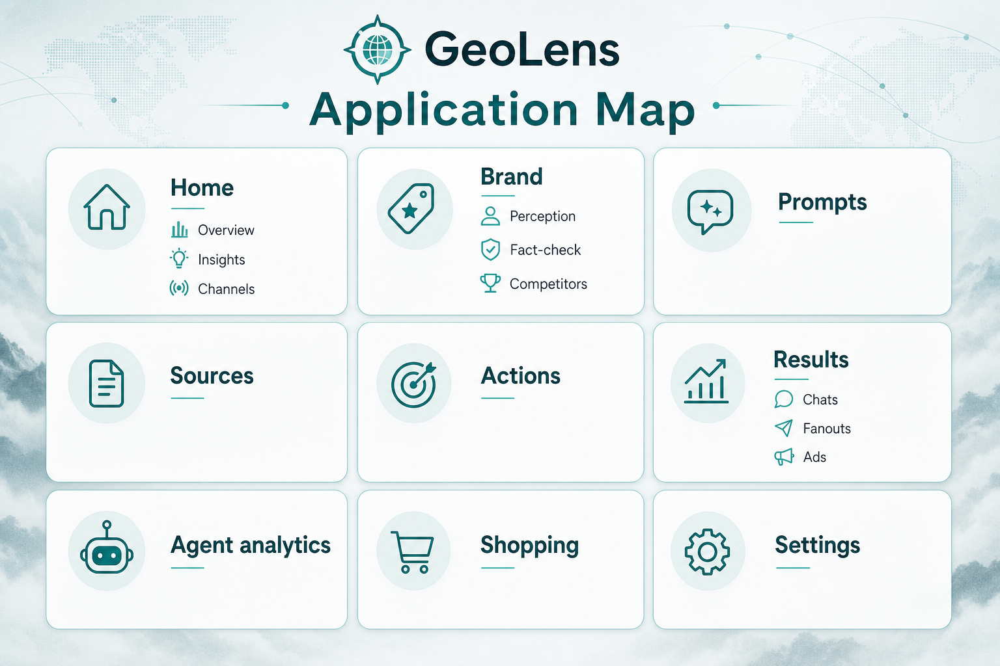 GeoLens
Application Map
Home
Overview
Insights
Channels
Brand
Perception
Fact-check
Competitors
Prompts
Sources
Actions
Results
Chats
Fanouts
Ads
Agent analytics
Shopping
Settings